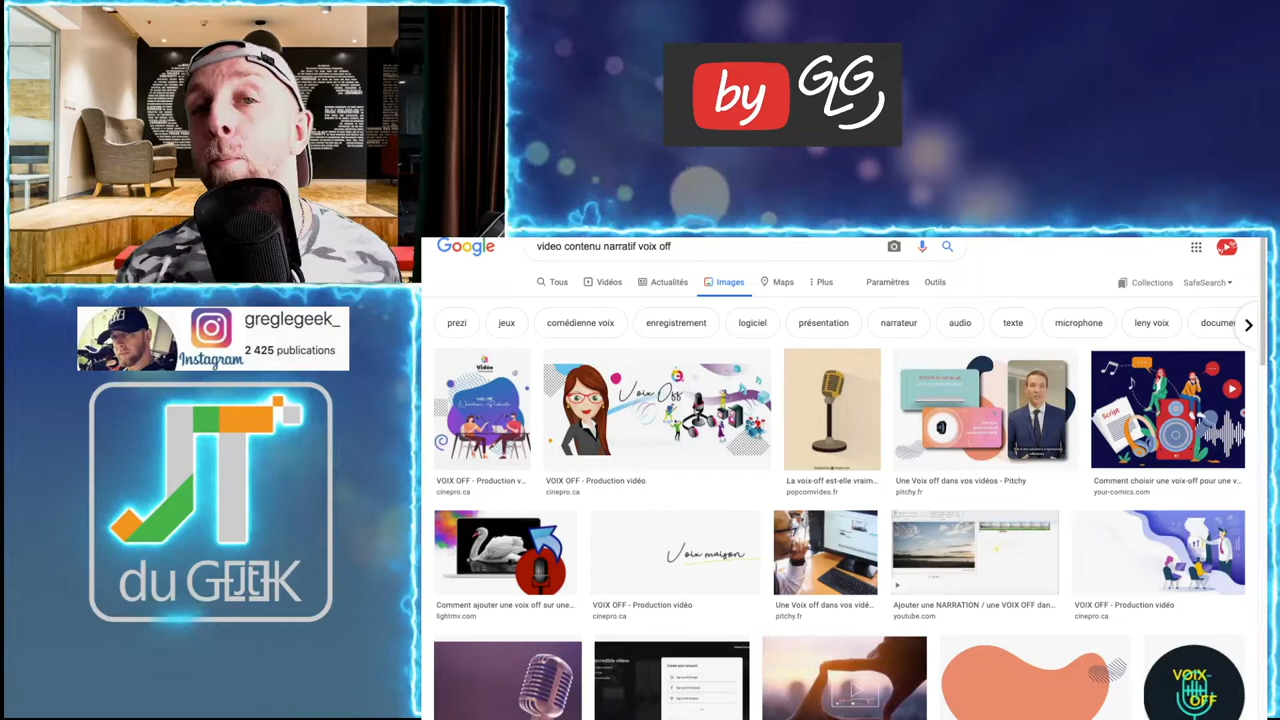 by GLG
Google
video contenu narratif voix off
Tous
Vidéos
Actualités
Images
Maps
Plus
Paramètres
Outils
Collections
SafeSearch
greglegeek_
Instagram
2 425 publications
prezi
jeux
comédienne voix
enregistrement
logiciel
présentation
narrateur
audio
texte
microphone
leny voix
JT
du GEEK
Vidéo
Voix Off
Script
VOIX OFF - Production v...
cinepro.ca
VOIX OFF - Production vidéo
cinepro.ca
La voix-off est-elle vraim...
popcornvideo.fr
Une Voix off dans vos vidéos - Pitchy
pitchy.fr
Comment choisir une voix-off pour une v...
your-comics.com
Voix maison
Comment ajouter une voix off sur une...
lightmv.com
VOIX OFF - Production vidéo
cinepro.ca
Une Voix off dans vos vidé...
pitchy.fr
Ajouter une NARRATION / une VOIX OFF dan...
youtube.com
VOIX OFF - Production vidéo
cinepro.ca
VOIX-
OFF